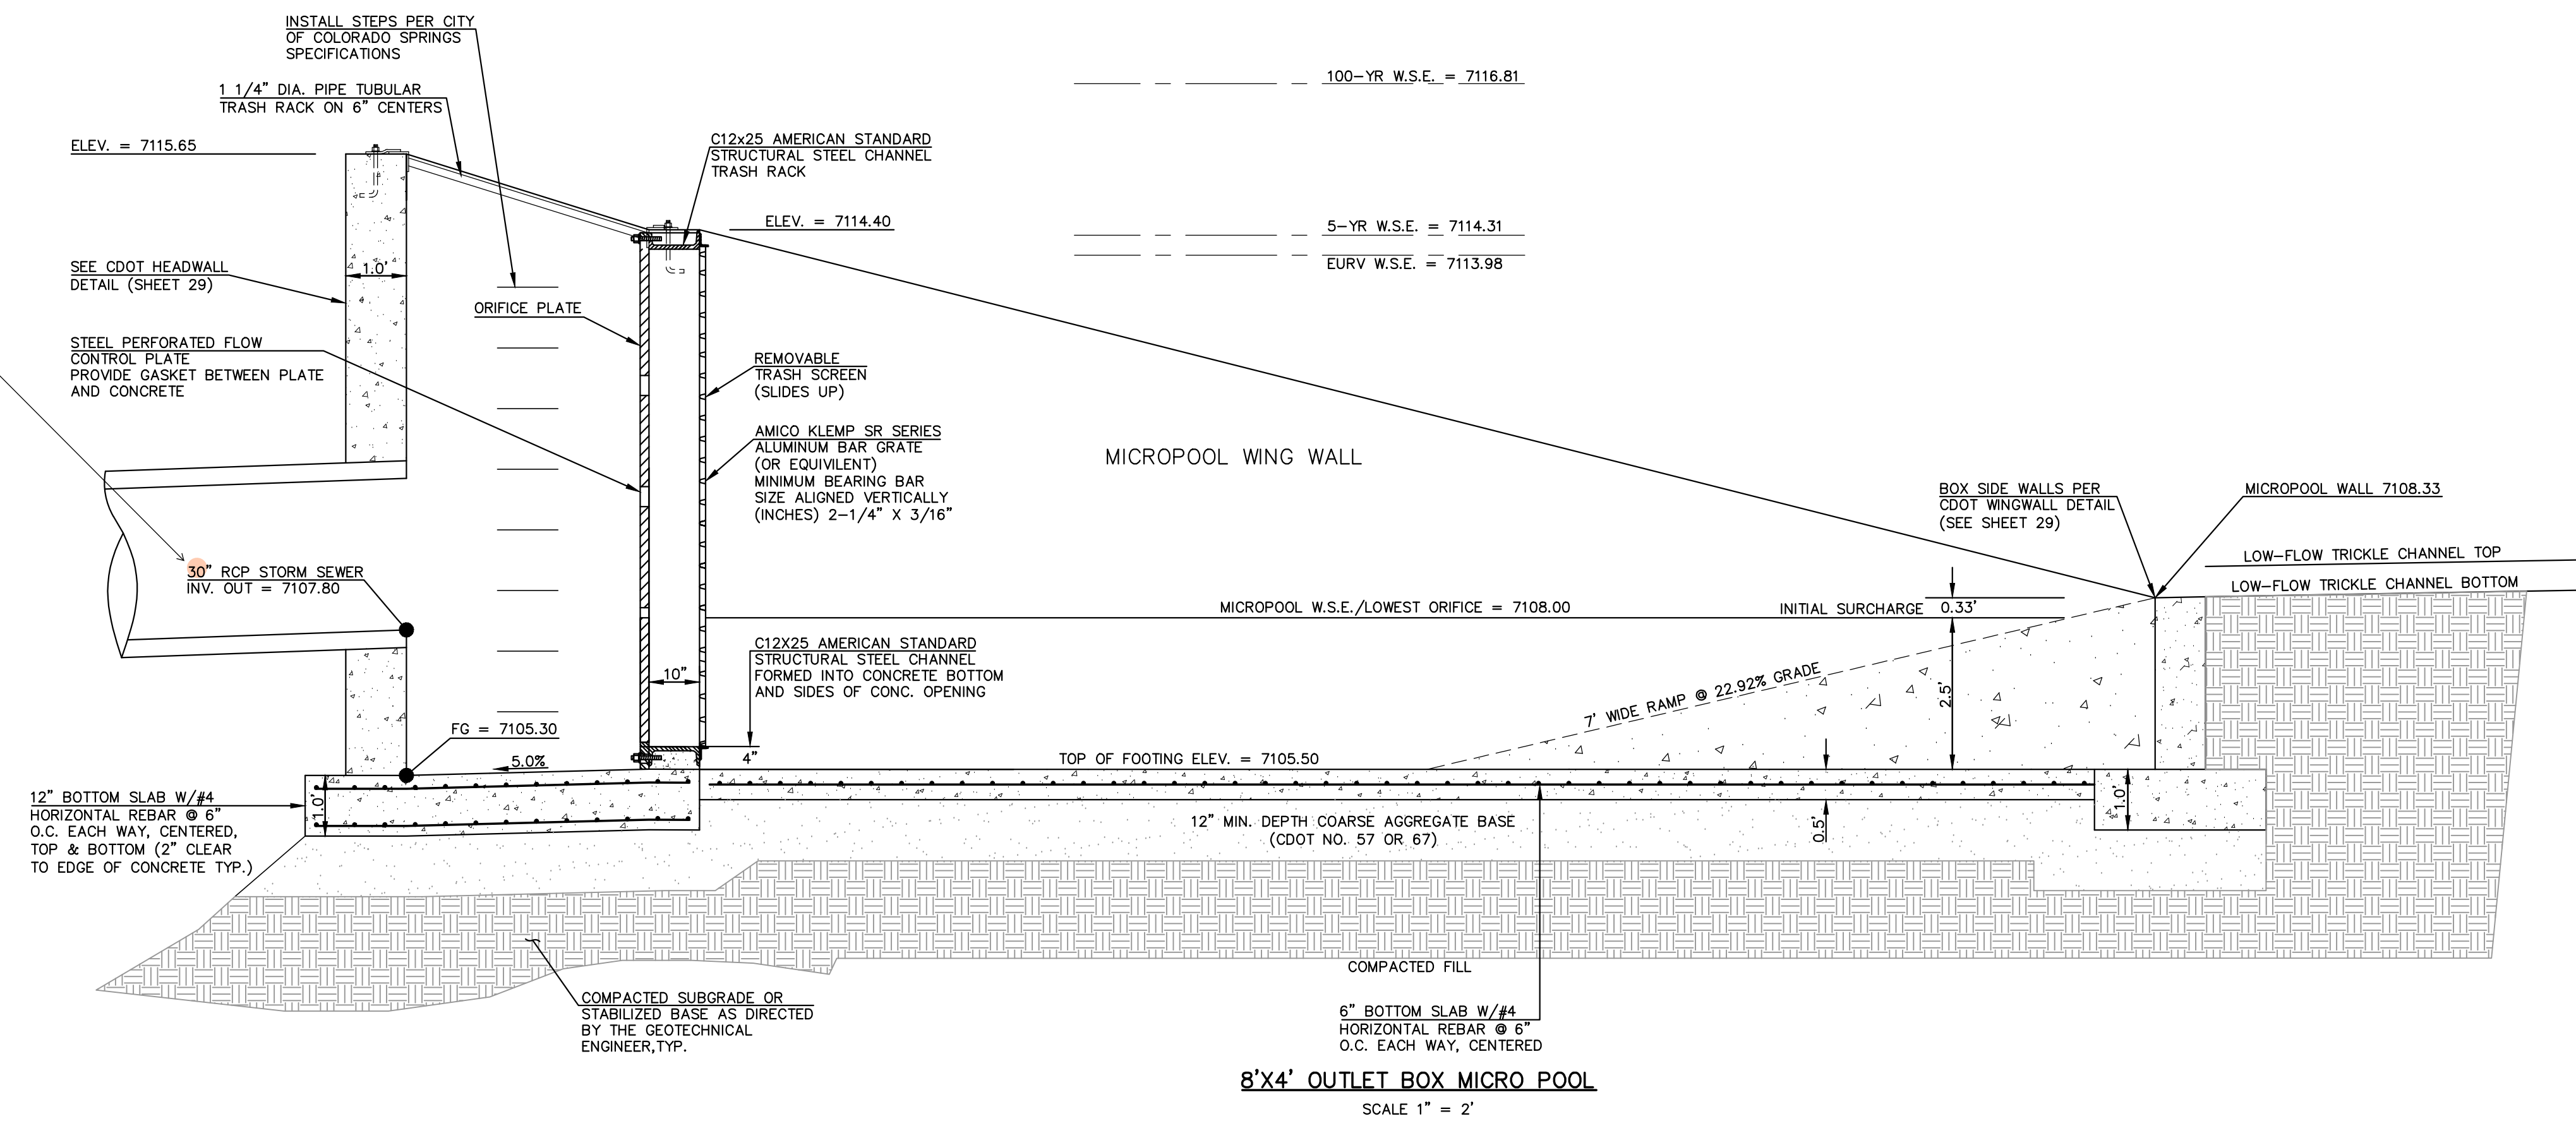 INSTALL STEPS PER CITY
OF COLORADO SPRINGS
SPECIFICATIONS
1 1/4" DIA. PIPE TUBULAR
TRASH RACK ON 6" CENTERS
ELEV. = 7115.65
C12x25 AMERICAN STANDARD
STRUCTURAL STEEL CHANNEL
TRASH RACK
ELEV. = 7114.40
100-YR W.S.E. = 7116.81
5-YR W.S.E. = 7114.31
EURV W.S.E. = 7113.98
SEE CDOT HEADWALL
DETAIL (SHEET 29)
1.0'
ORIFICE PLATE
STEEL PERFORATED FLOW
CONTROL PLATE
PROVIDE GASKET BETWEEN PLATE
AND CONCRETE
REMOVABLE
TRASH SCREEN
(SLIDES UP)
AMICO KLEMP SR SERIES
ALUMINUM BAR GRATE
(OR EQUIVILENT)
MINIMUM BEARING BAR
SIZE ALIGNED VERTICALLY
(INCHES) 2-1/4" X 3/16"
MICROPOOL WING WALL
BOX SIDE WALLS PER
CDOT WINGWALL DETAIL
(SEE SHEET 29)
MICROPOOL WALL 7108.33
LOW-FLOW TRICKLE CHANNEL TOP
LOW-FLOW TRICKLE CHANNEL BOTTOM
30" RCP STORM SEWER
INV. OUT = 7107.80
MICROPOOL W.S.E./LOWEST ORIFICE = 7108.00
INITIAL SURCHARGE 0.33'
C12X25 AMERICAN STANDARD
STRUCTURAL STEEL CHANNEL
FORMED INTO CONCRETE BOTTOM
AND SIDES OF CONC. OPENING
10"
7' WIDE RAMP @ 22.92% GRADE
2.5'
FG = 7105.30
5.0%
4"
TOP OF FOOTING ELEV. = 7105.50
12" BOTTOM SLAB W/#4
HORIZONTAL REBAR @ 6"
O.C. EACH WAY, CENTERED,
TOP & BOTTOM (2" CLEAR
TO EDGE OF CONCRETE TYP.)
1.0'
12" MIN. DEPTH COARSE AGGREGATE BASE
(CDOT NO. 57 OR 67)
0.5'
1.0'
COMPACTED FILL
COMPACTED SUBGRADE OR
STABILIZED BASE AS DIRECTED
BY THE GEOTECHNICAL
ENGINEER,TYP.
6" BOTTOM SLAB W/#4
HORIZONTAL REBAR @ 6"
O.C. EACH WAY, CENTERED
8'X4' OUTLET BOX MICRO POOL
SCALE 1" = 2'